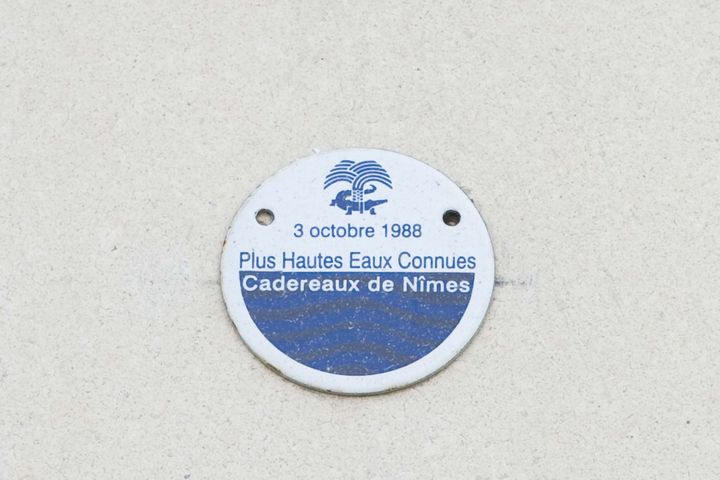 3 octobre 1988
Plus Hautes Eaux Connues
Cadereaux de Nîmes